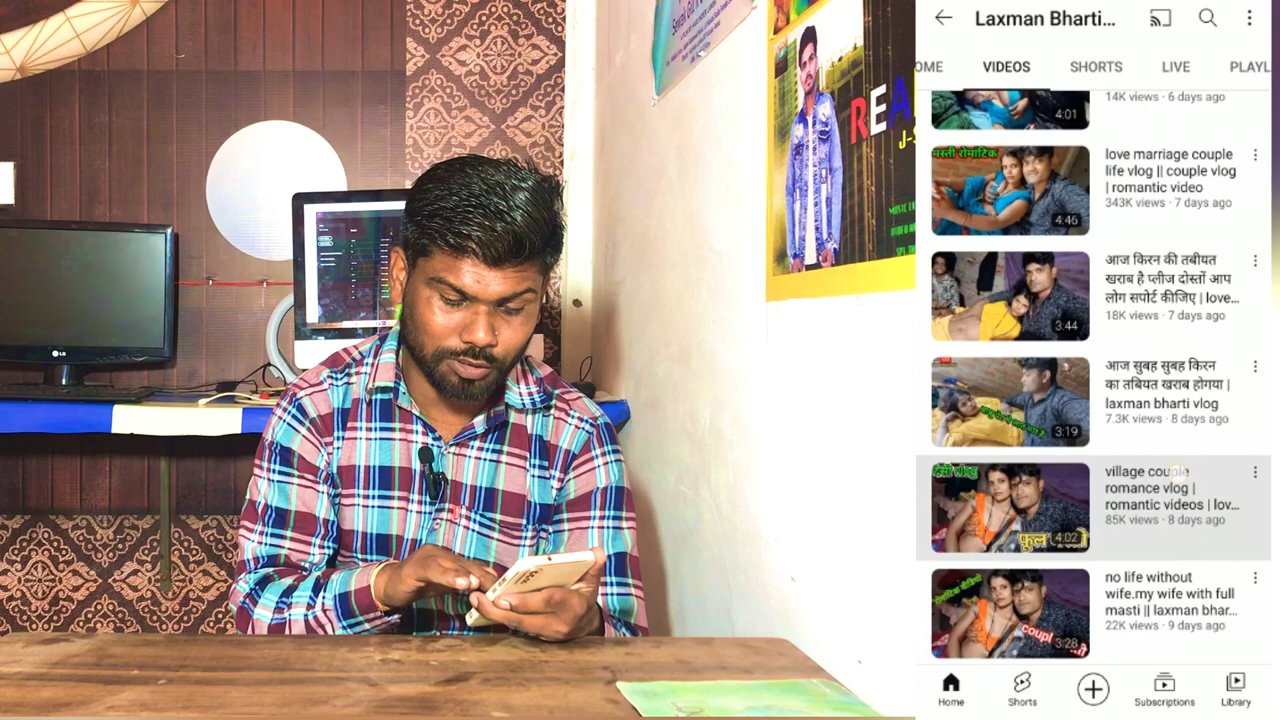 Laxman Bharti...
OME VIDEOS SHORTS LIVE PLAYL
14K views · 6 days ago
4:01
मस्ती रोमांटिक
love marriage couple
life vlog || couple vlog
| romantic video
343K views · 7 days ago
4:46
आज किरन की तबीयत
खराब है प्लीज दोस्तों आप
लोग सपोर्ट कीजिए | love...
18K views · 7 days ago
3:44
आज सुबह सुबह किरन
का तबियत खराब होगया |
laxman bharti vlog
7.3K views · 8 days ago
3:19
village couple
romance vlog |
romantic videos | lov...
85K views · 8 days ago
फुल
4:02
no life without
wife.my wife with full
masti || laxman bhar...
22K views · 9 days ago
coupl
3:28
Home Shorts Subscriptions Library
REA
J-S
LG